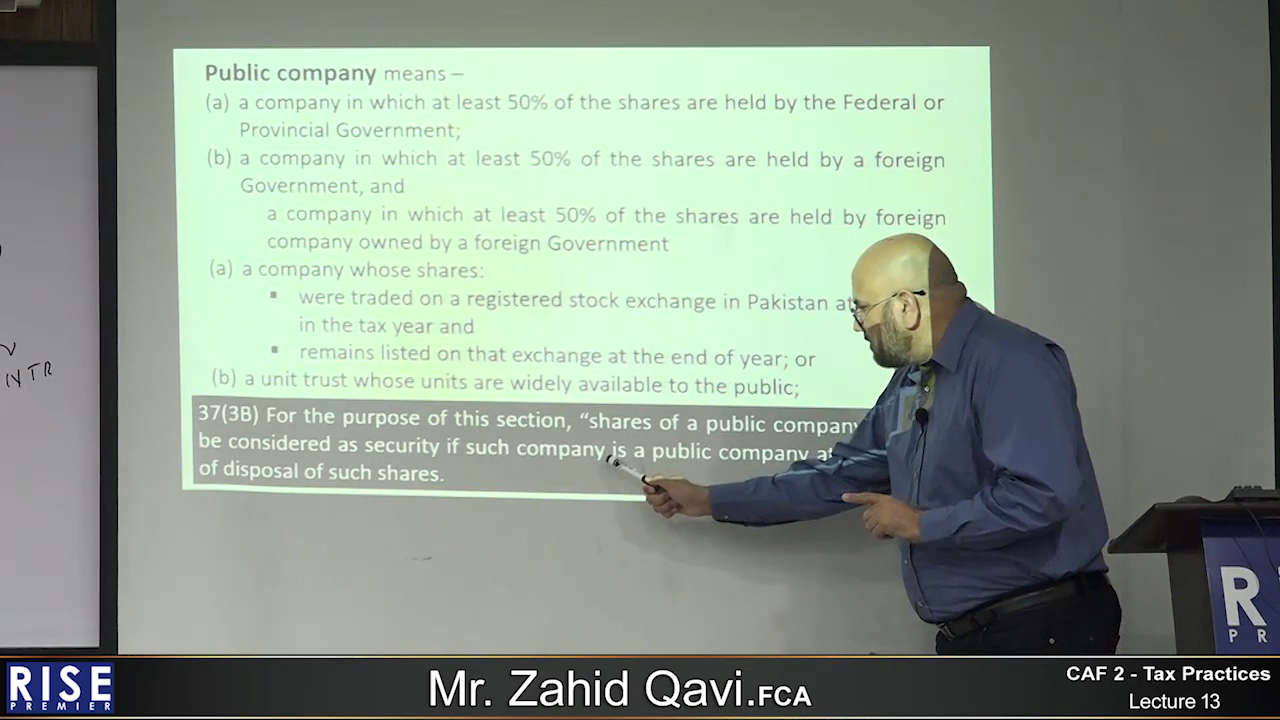 Public company means –
(a) a company in which at least 50% of the shares are held by the Federal or
Provincial Government;
(b) a company in which at least 50% of the shares are held by a foreign
Government, and
a company in which at least 50% of the shares are held by foreign
company owned by a foreign Government
(a) a company whose shares:
▪ were traded on a registered stock exchange in Pakistan at
in the tax year and
▪ remains listed on that exchange at the end of year; or
(b) a unit trust whose units are widely available to the public;
37(3B) For the purpose of this section, “shares of a public company
be considered as security if such company is a public company at
of disposal of such shares.
NTR
R
PR
RISE
PREMIER
Mr. Zahid Qavi.FCA
CAF 2 - Tax Practices
Lecture 13